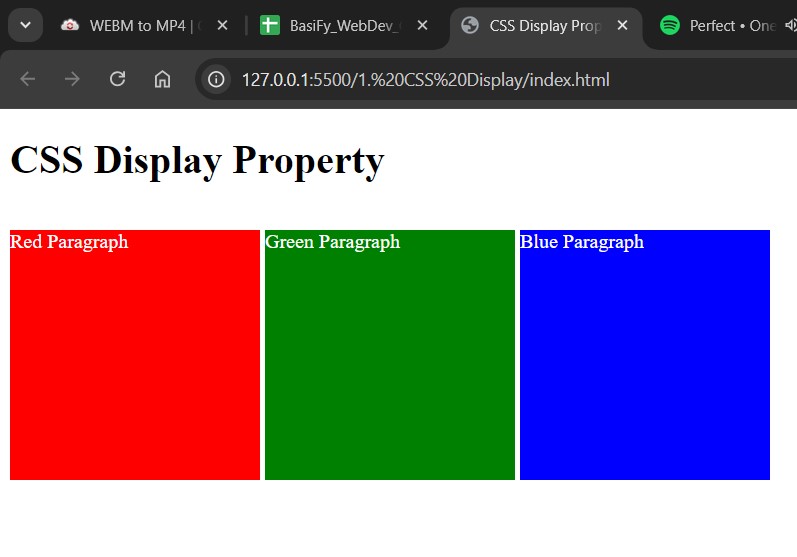 WEBM to MP4 |
BasiFy_WebDev_
CSS Display Prop
Perfect • One
127.0.0.1:5500/1.%20CSS%20Display/index.html
CSS Display Property
Red Paragraph
Green Paragraph
Blue Paragraph